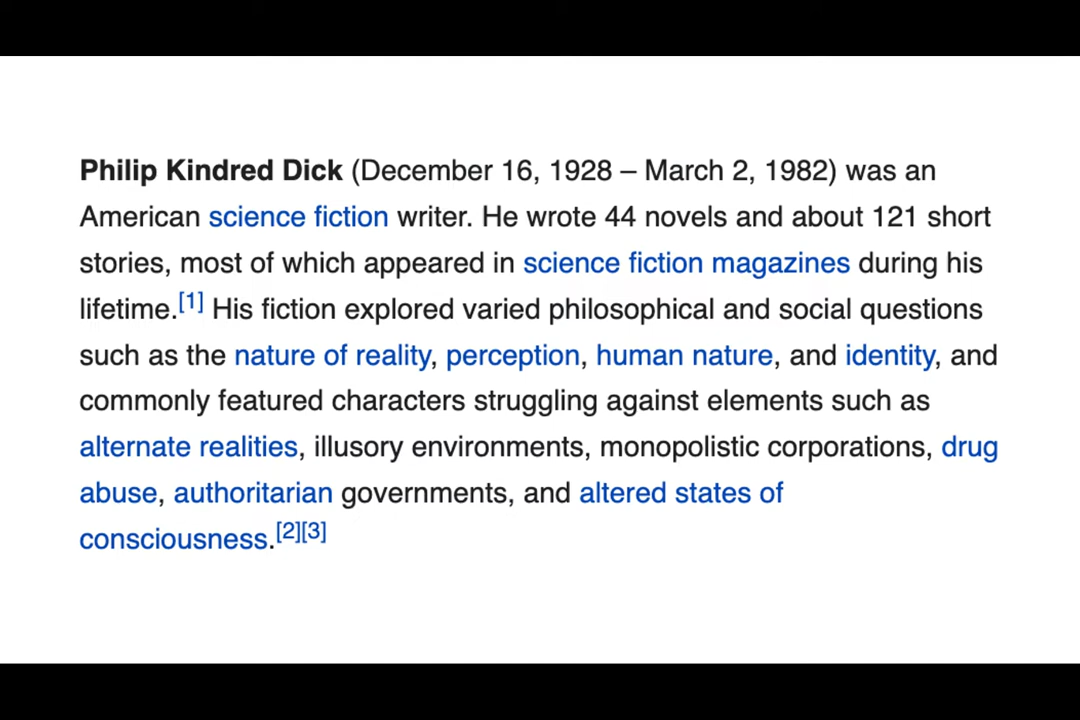 Philip Kindred Dick (December 16, 1928 – March 2, 1982) was an
American science fiction writer. He wrote 44 novels and about 121 short
stories, most of which appeared in science fiction magazines during his
lifetime.[1] His fiction explored varied philosophical and social questions
such as the nature of reality, perception, human nature, and identity, and
commonly featured characters struggling against elements such as
alternate realities, illusory environments, monopolistic corporations, drug
abuse, authoritarian governments, and altered states of
consciousness.[2][3]